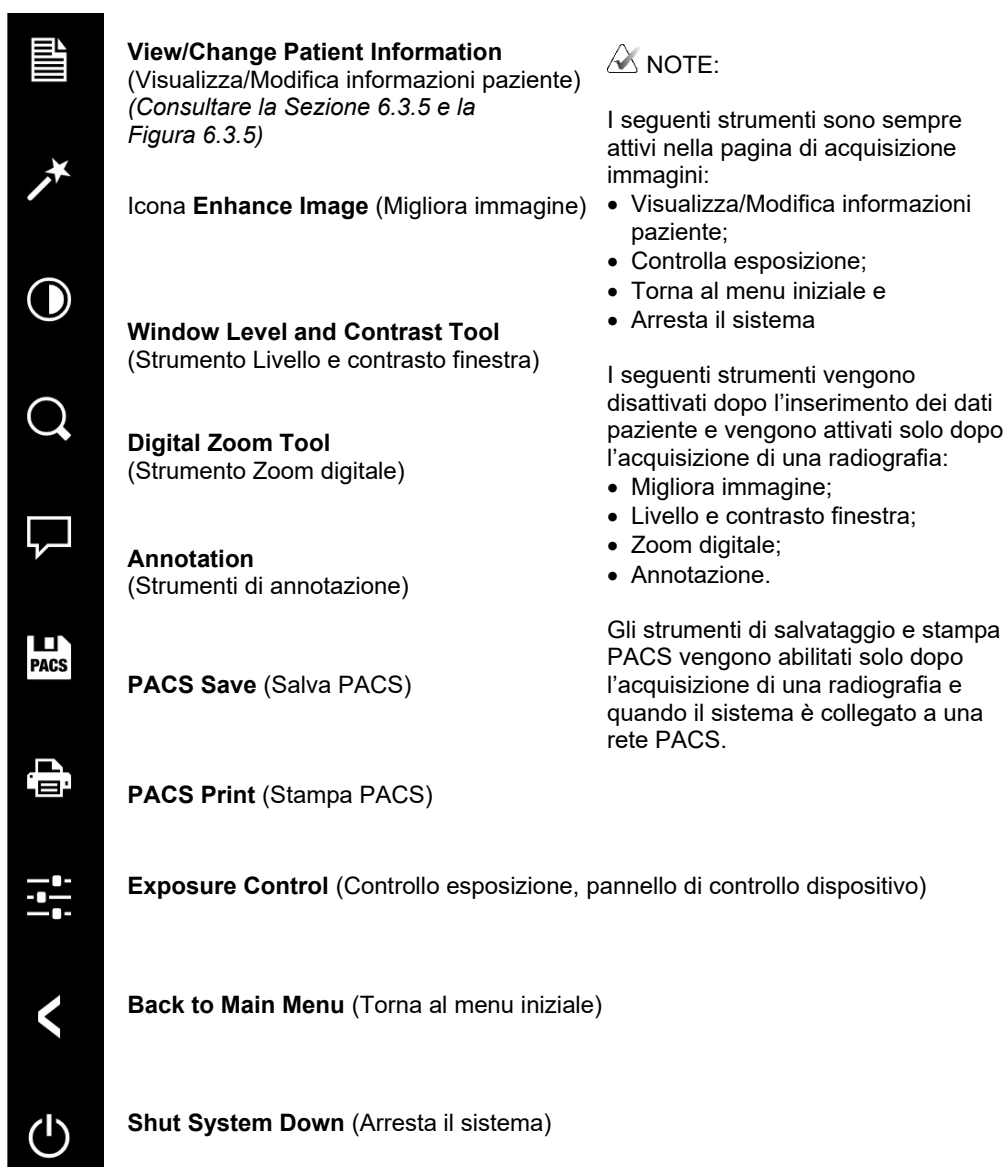 View/Change Patient Information
(Visualizza/Modifica informazioni paziente)
(Consultare la Sezione 6.3.5 e la
Figura 6.3.5)
Icona Enhance Image (Migliora immagine)
Window Level and Contrast Tool
(Strumento Livello e contrasto finestra)
Digital Zoom Tool
(Strumento Zoom digitale)
Annotation
(Strumenti di annotazione)
PACS
PACS Save (Salva PACS)
PACS Print (Stampa PACS)
Exposure Control (Controllo esposizione, pannello di controllo dispositivo)
Back to Main Menu (Torna al menu iniziale)
Shut System Down (Arresta il sistema)
NOTE:
I seguenti strumenti sono sempre
attivi nella pagina di acquisizione
immagini:
• Visualizza/Modifica informazioni
paziente;
• Controlla esposizione;
• Torna al menu iniziale e
• Arresta il sistema
I seguenti strumenti vengono
disattivati dopo l'inserimento dei dati
paziente e vengono attivati solo dopo
l'acquisizione di una radiografia:
• Migliora immagine;
• Livello e contrasto finestra;
• Zoom digitale;
• Annotazione.
Gli strumenti di salvataggio e stampa
PACS vengono abilitati solo dopo
l'acquisizione di una radiografia e
quando il sistema è collegato a una
rete PACS.